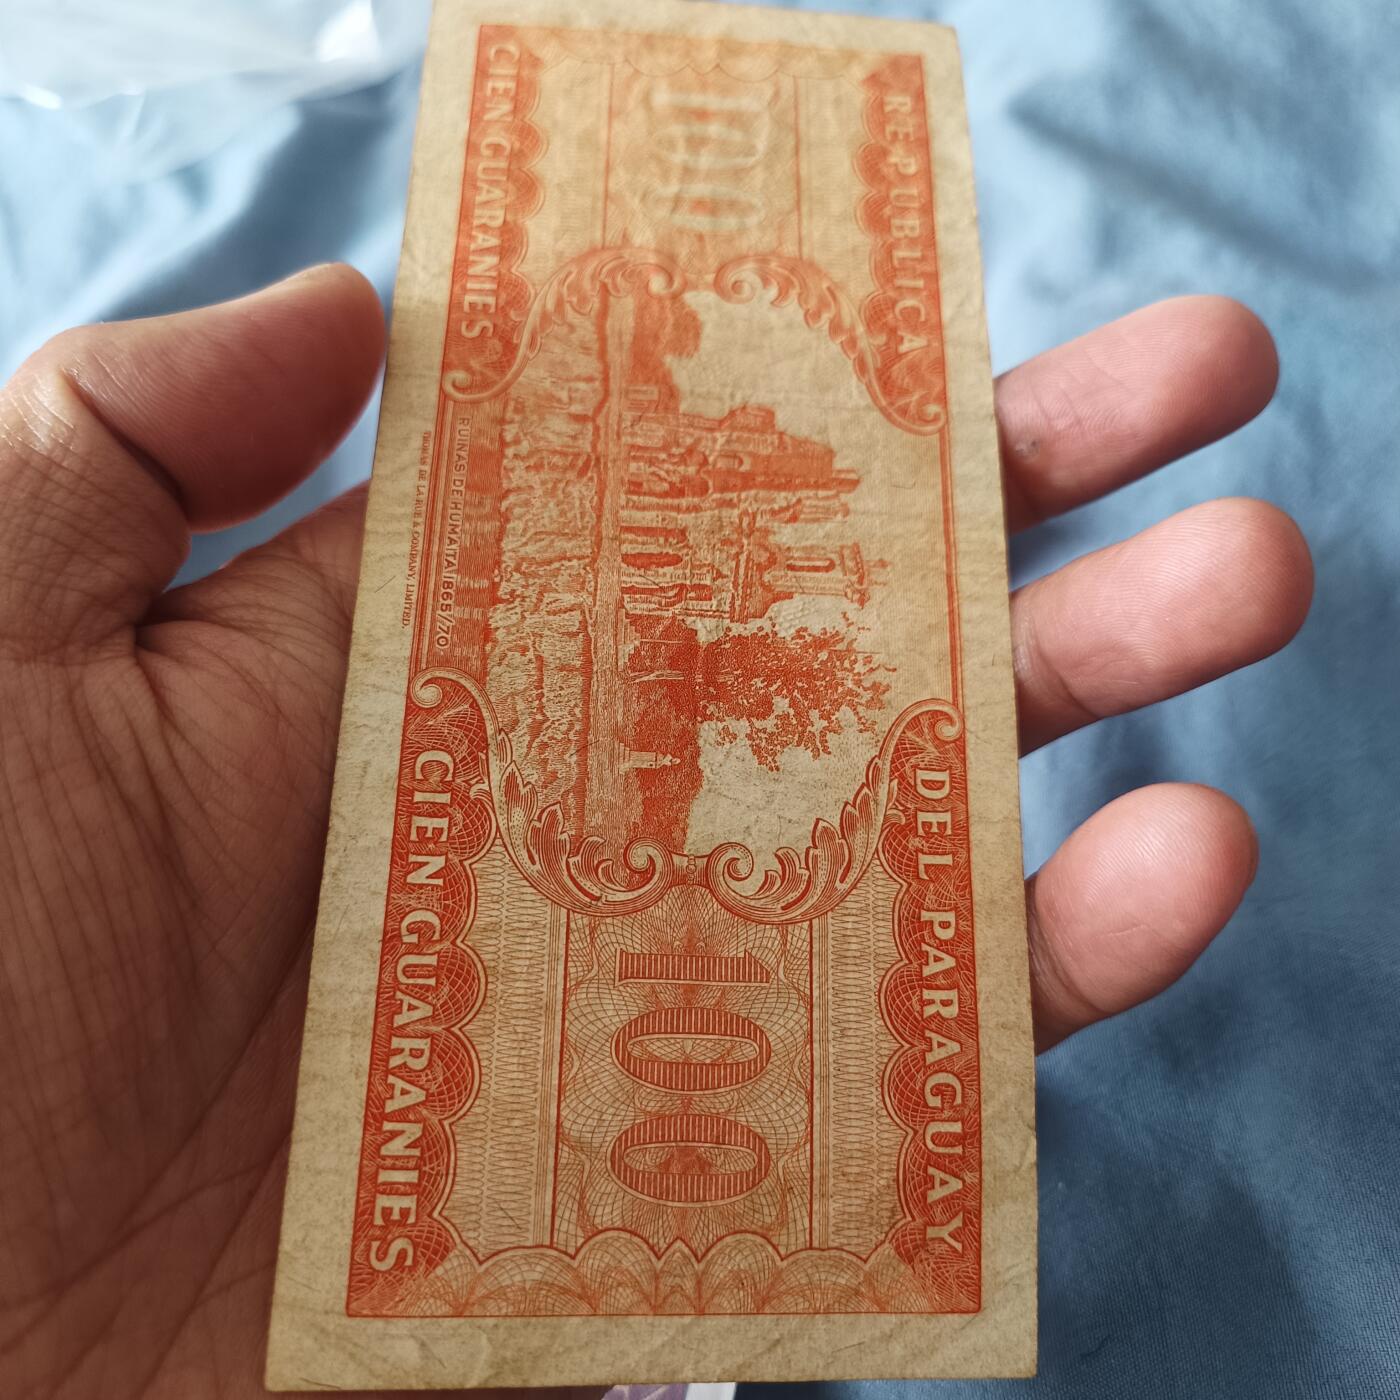 REPUBLICA DEL PARAGUAY
100
100
RUINAS DE HUMAITA 1865/70
CIEN GUARANIES
CIEN GUARANIES
THOMAS DE LA RUE & COMPANY, LIMITED.